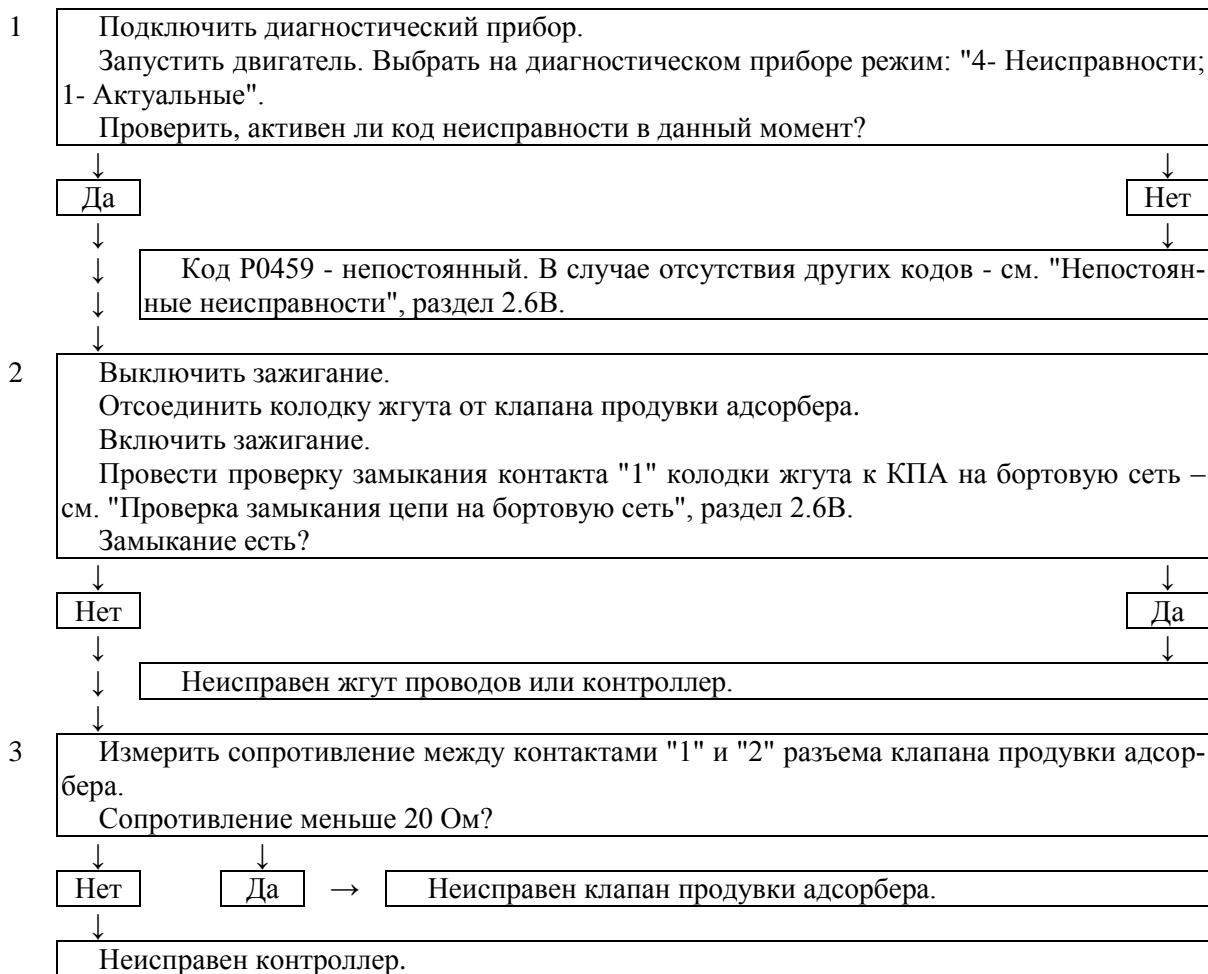 1 Подключить диагностический прибор.
Запустить двигатель. Выбрать на диагностическом приборе режим: "4- Неисправности;
1- Актуальные".
Проверить, активен ли код неисправности в данный момент?
↓ ↓
Да Нет
↓ ↓
↓ Код Р0459 - непостоянный. В случае отсутствия других кодов - см. "Непостоян-
↓ ные неисправности", раздел 2.6В.
↓
2 Выключить зажигание.
Отсоединить колодку жгута от клапана продувки адсорбера.
Включить зажигание.
Провести проверку замыкания контакта "1" колодки жгута к КПА на бортовую сеть –
см. "Проверка замыкания цепи на бортовую сеть", раздел 2.6В.
Замыкание есть?
↓ ↓
Нет Да
↓ ↓
↓ Неисправен жгут проводов или контроллер.
↓
3 Измерить сопротивление между контактами "1" и "2" разъема клапана продувки адсор-
бера.
Сопротивление меньше 20 Ом?
↓ ↓
Нет Да → Неисправен клапан продувки адсорбера.
↓
Неисправен контроллер.